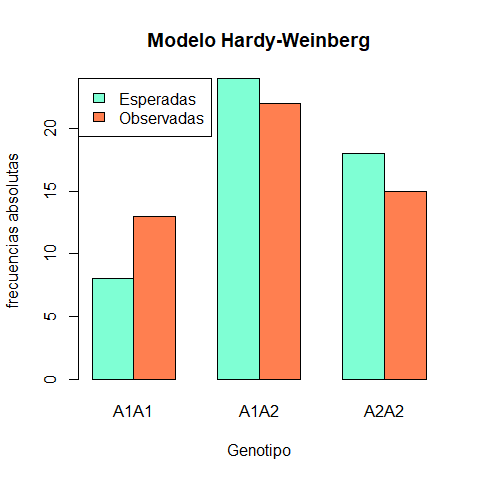 Modelo Hardy-Weinberg
Esperadas
Observadas
frecuencias absolutas
20
15
10
5
0
A1A1
A1A2
A2A2
Genotipo